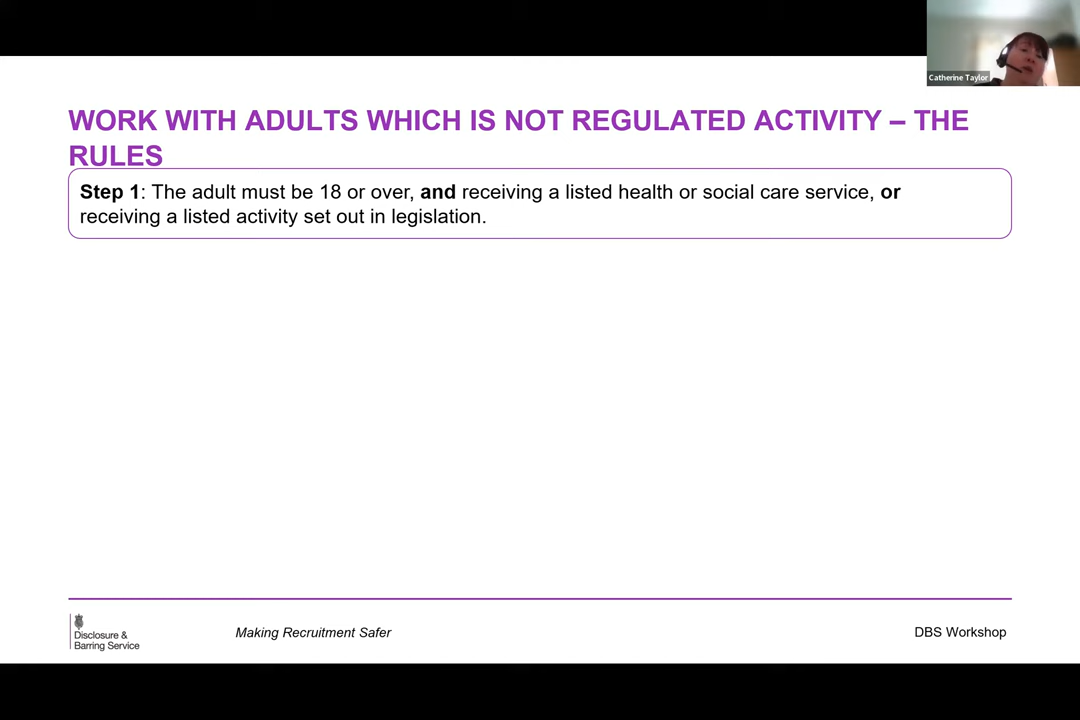 Catherine Taylor
WORK WITH ADULTS WHICH IS NOT REGULATED ACTIVITY – THE
RULES
Step 1: The adult must be 18 or over, and receiving a listed health or social care service, or
receiving a listed activity set out in legislation.
Disclosure &
Barring Service
Making Recruitment Safer
DBS Workshop